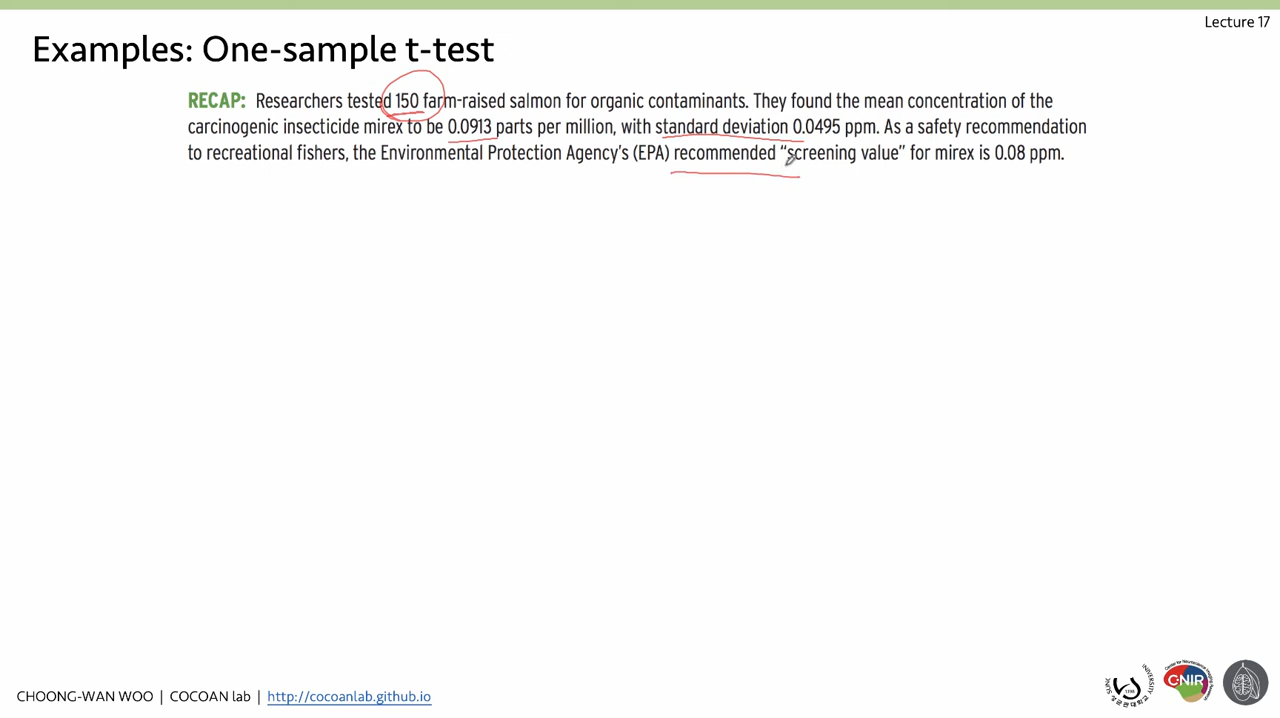 Lecture 17
Examples: One-sample t-test
RECAP: Researchers tested 150 farm-raised salmon for organic contaminants. They found the mean concentration of the
carcinogenic insecticide mirex to be 0.0913 parts per million, with standard deviation 0.0495 ppm. As a safety recommendation
to recreational fishers, the Environmental Protection Agency's (EPA) recommended “screening value” for mirex is 0.08 ppm.
CHOONG-WAN WOO | COCOAN lab | http://cocoanlab.github.io
CNIR